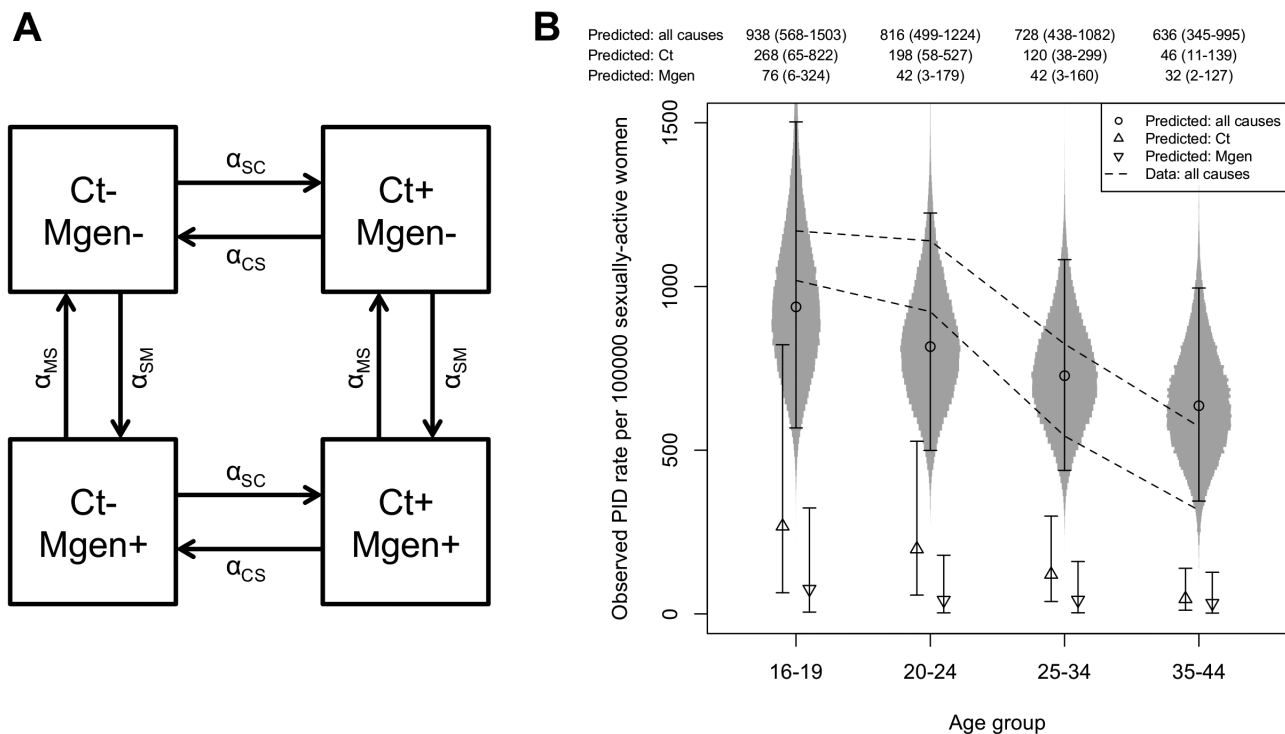 A
Ct-
Mgen-
αSC
αCS
Ct+
Mgen-
αMS
αSM
αMS
αSM
Ct-
Mgen+
αSC
αCS
Ct+
Mgen+
B
Predicted: all causes 938 (568-1503) 816 (499-1224) 728 (438-1082) 636 (345-995)
Predicted: Ct 268 (65-822) 198 (58-527) 120 (38-299) 46 (11-139)
Predicted: Mgen 76 (6-324) 42 (3-179) 42 (3-160) 32 (2-127)
Observed PID rate per 100000 sexually-active women
1500
1000
500
0
Predicted: all causes
Predicted: Ct
Predicted: Mgen
Data: all causes
16-19 20-24 25-34 35-44
Age group